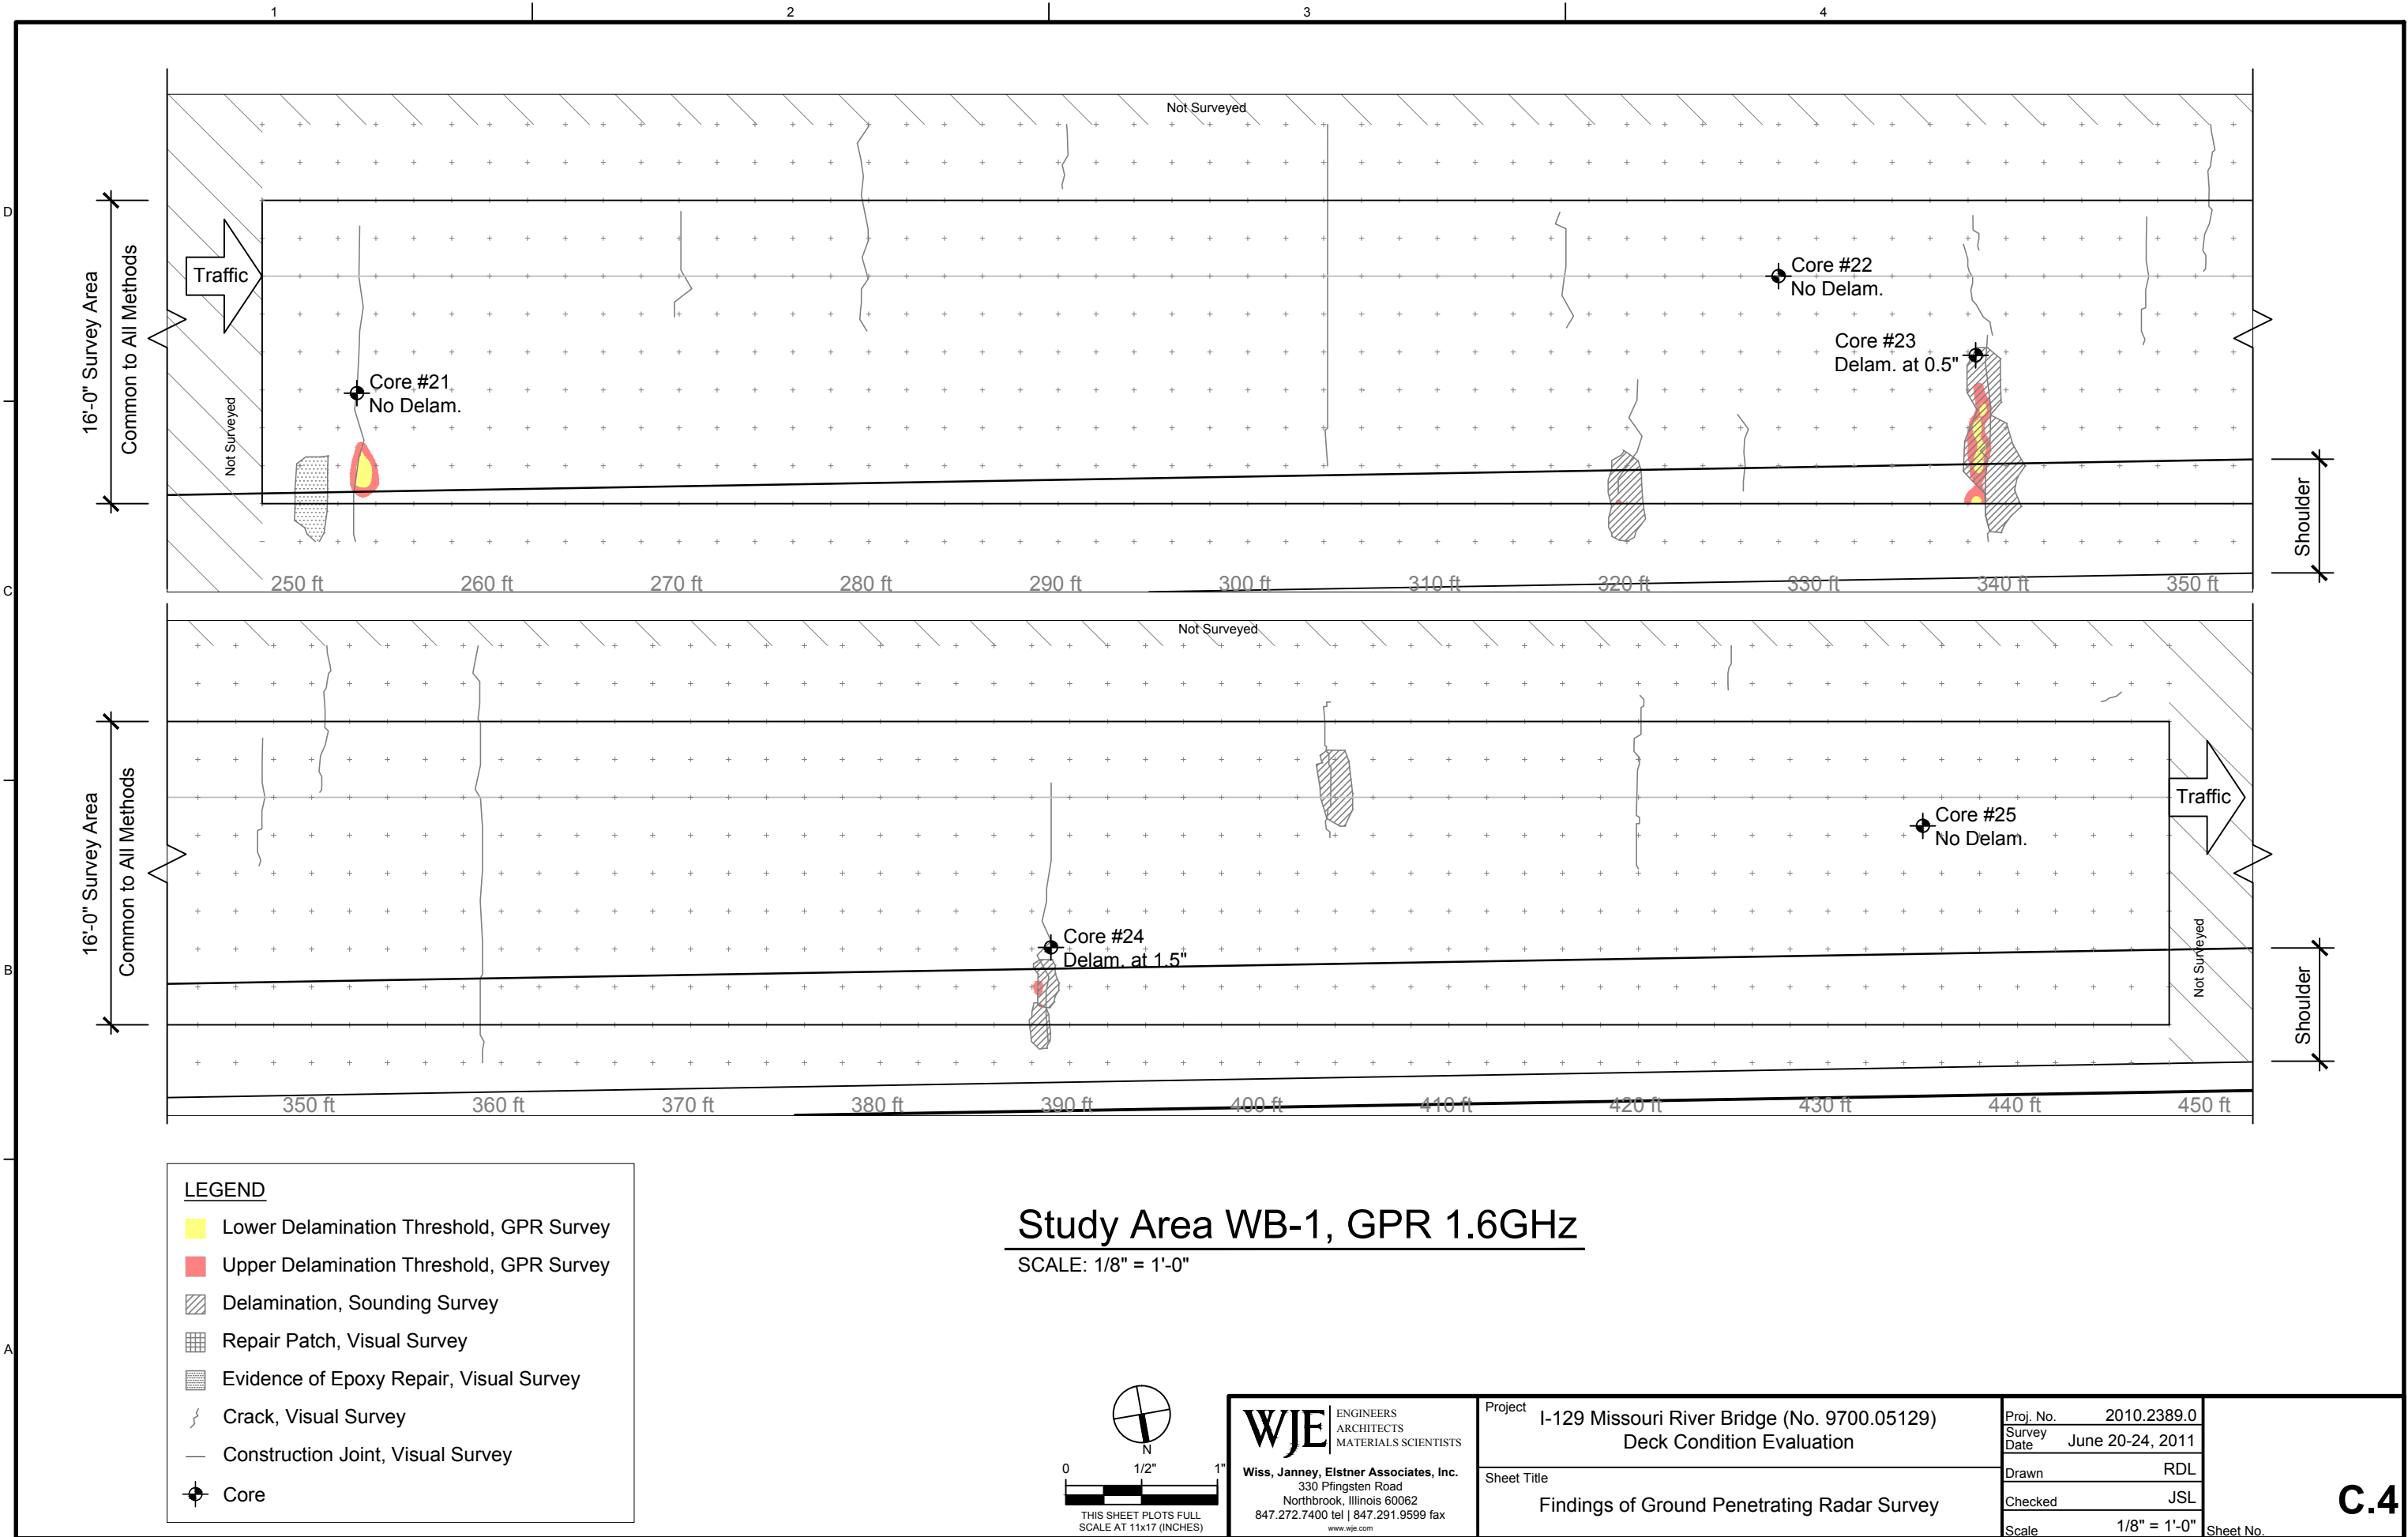 1
2
3
4
D
C
B
A
Not Surveyed
16'-0" Survey Area
Common to All Methods
Traffic
Not Surveyed
Core #21
No Delam.
Core #22
No Delam.
Core #23
Delam. at 0.5"
Shoulder
250 ft
260 ft
270 ft
280 ft
290 ft
300 ft
310 ft
320 ft
330 ft
340 ft
350 ft
Not Surveyed
16'-0" Survey Area
Common to All Methods
Core #24
Delam. at 1.5"
Core #25
No Delam.
Traffic
Not Surveyed
Shoulder
350 ft
360 ft
370 ft
380 ft
390 ft
400 ft
410 ft
420 ft
430 ft
440 ft
450 ft
LEGEND
Lower Delamination Threshold, GPR Survey
Upper Delamination Threshold, GPR Survey
Delamination, Sounding Survey
Repair Patch, Visual Survey
Evidence of Epoxy Repair, Visual Survey
Crack, Visual Survey
Construction Joint, Visual Survey
Core
Study Area WB-1, GPR 1.6GHz
SCALE: 1/8" = 1'-0"
N
0 1/2" 1"
THIS SHEET PLOTS FULL
SCALE AT 11x17 (INCHES)
WJE
ENGINEERS
ARCHITECTS
MATERIALS SCIENTISTS
Wiss, Janney, Elstner Associates, Inc.
330 Pfingsten Road
Northbrook, Illinois 60062
847.272.7400 tel | 847.291.9599 fax
www.wje.com
Project
I-129 Missouri River Bridge (No. 9700.05129)
Deck Condition Evaluation
Sheet Title
Findings of Ground Penetrating Radar Survey
Proj. No. 2010.2389.0
Survey
Date June 20-24, 2011
Drawn RDL
Checked JSL
Scale 1/8" = 1'-0"
Sheet No.
C.4